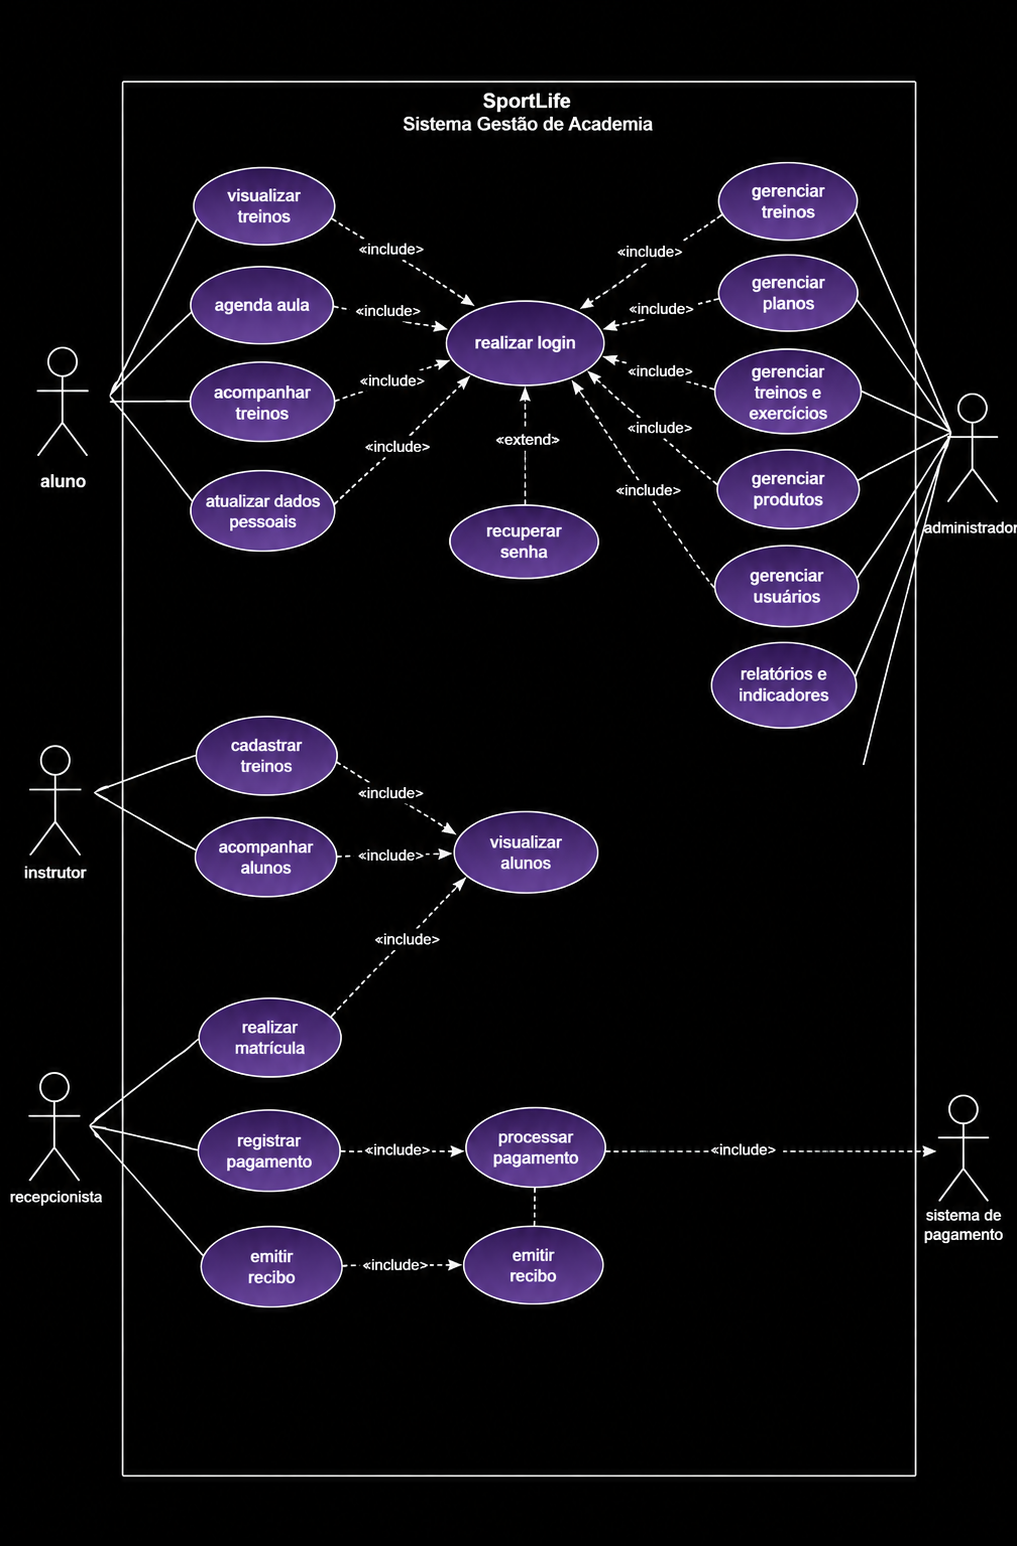 SportLife
Sistema Gestão de Academia
visualizar
treinos
«include»
gerenciar
treinos
«include»
agenda aula
«include»
realizar login
gerenciar
planos
«include»
acompanhar
treinos
«include»
gerenciar
treinos e
exercícios
«include»
aluno
atualizar dados
pessoais
«include»
«extend»
recuperar
senha
gerenciar
produtos
«include»
administrador
gerenciar
usuários
«include»
relatórios e
indicadores
cadastrar
treinos
«include»
instrutor
acompanhar
alunos
«include»
visualizar
alunos
«include»
realizar
matrícula
recepcionista
registrar
pagamento
«include»
processar
pagamento
«include»
sistema de
pagamento
emitir
recibo
«include»
emitir
recibo